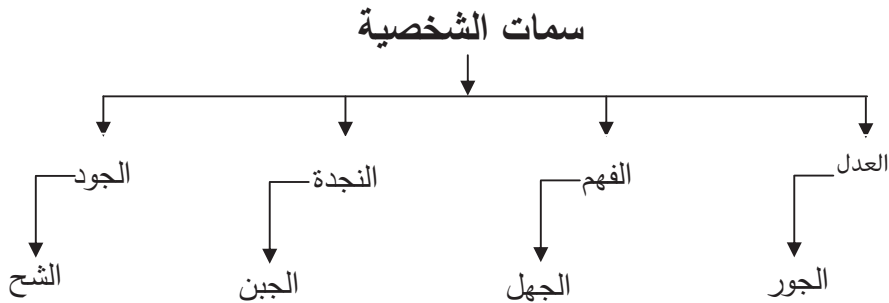 سمات الشخصية
العدل النجدة الفهم الجود
الجور الجهل الجبن الشح